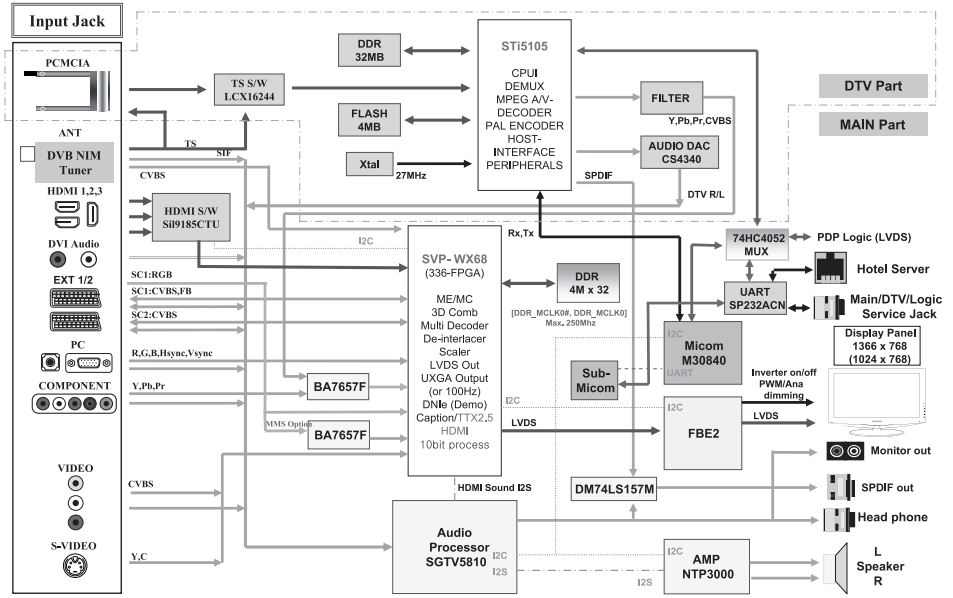 Input Jack
PCMCIA
ANT
DVB NIM
Tuner
HDMI 1,2,3
DVI Audio
EXT 1/2
PC
COMPONENT
VIDEO
S-VIDEO
TS
SIF
CVBS
SC1:RGB
SC1:CVBS,FB
SC2:CVBS
R,G,B,Hsync,Vsync
Y,Pb,Pr
CVBS
Y,C
TS S/W
LCX16244
HDMI S/W
Sil9185CTU
DDR
32MB
FLASH
4MB
Xtal
27MHz
STi5105
CPUI
DEMUX
MPEG A/V-
DECODER
PAL ENCODER
HOST-
INTERFACE
PERIPHERALS
FILTER
Y,Pb,Pr,CVBS
AUDIO DAC
CS4340
SPDIF
DTV R/L
DTV Part
MAIN Part
Rx,Tx
I2C
SVP- WX68
(336-FPGA)
ME/MC
3D Comb
Multi Decoder
De-interlacer
Scaler
LVDS Out
UXGA Output
(or 100Hz)
DNIe (Demo)
Caption/TTX2.5
HDMI
10bit process
DDR
4M x 32
[DDR_MCLK0#, DDR_MCLK0]
Max. 250Mhz
74HC4052
MUX
PDP Logic (LVDS)
UART
SP232ACN
Hotel Server
Main/DTV/Logic
Service Jack
I2C
Micom
M30840
UART
Sub-
Micom
Display Panel
1366 x 768
(1024 x 768)
Inverter on/off
PWM/Ana
dimming
LVDS
I2C
LVDS
I2C
FBE2
BA7657F
MMS Option
BA7657F
Monitor out
HDMI Sound I2S
DM74LS157M
SPDIF out
Head phone
Audio
Processor
SGTV5810
I2C
I2S
I2C
AMP
NTP3000
I2S
L
Speaker
R